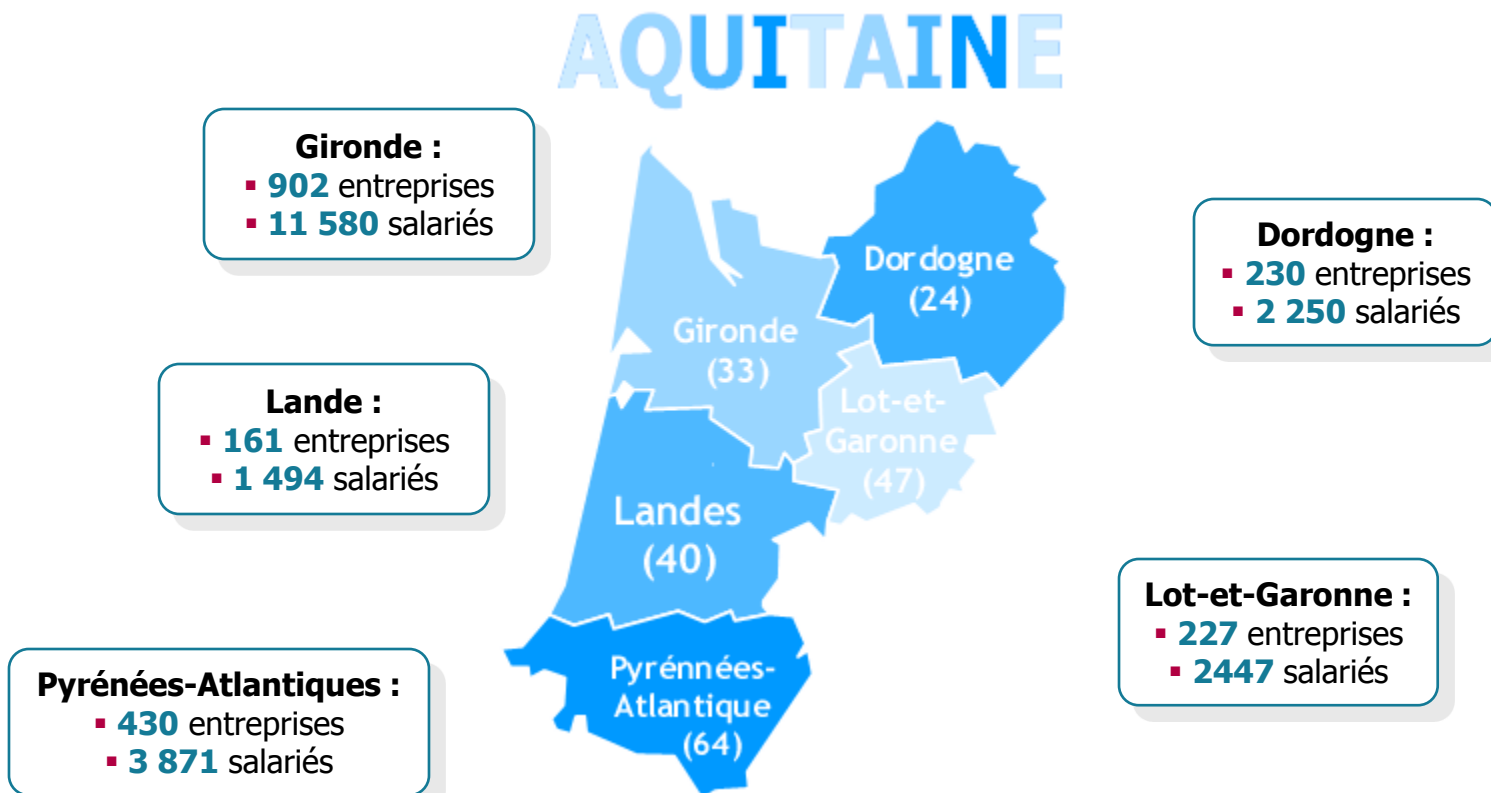 AQUITAINE
Gironde :
▪ 902 entreprises
▪ 11 580 salariés
Dordogne :
▪ 230 entreprises
▪ 2 250 salariés
Lande :
▪ 161 entreprises
▪ 1 494 salariés
Lot-et-Garonne :
▪ 227 entreprises
▪ 2447 salariés
Pyrénées-Atlantiques :
▪ 430 entreprises
▪ 3 871 salariés
Dordogne
(24)
Gironde
(33)
Lot-et-
Garonne
(47)
Landes
(40)
Pyrénnées-
Atlantique
(64)